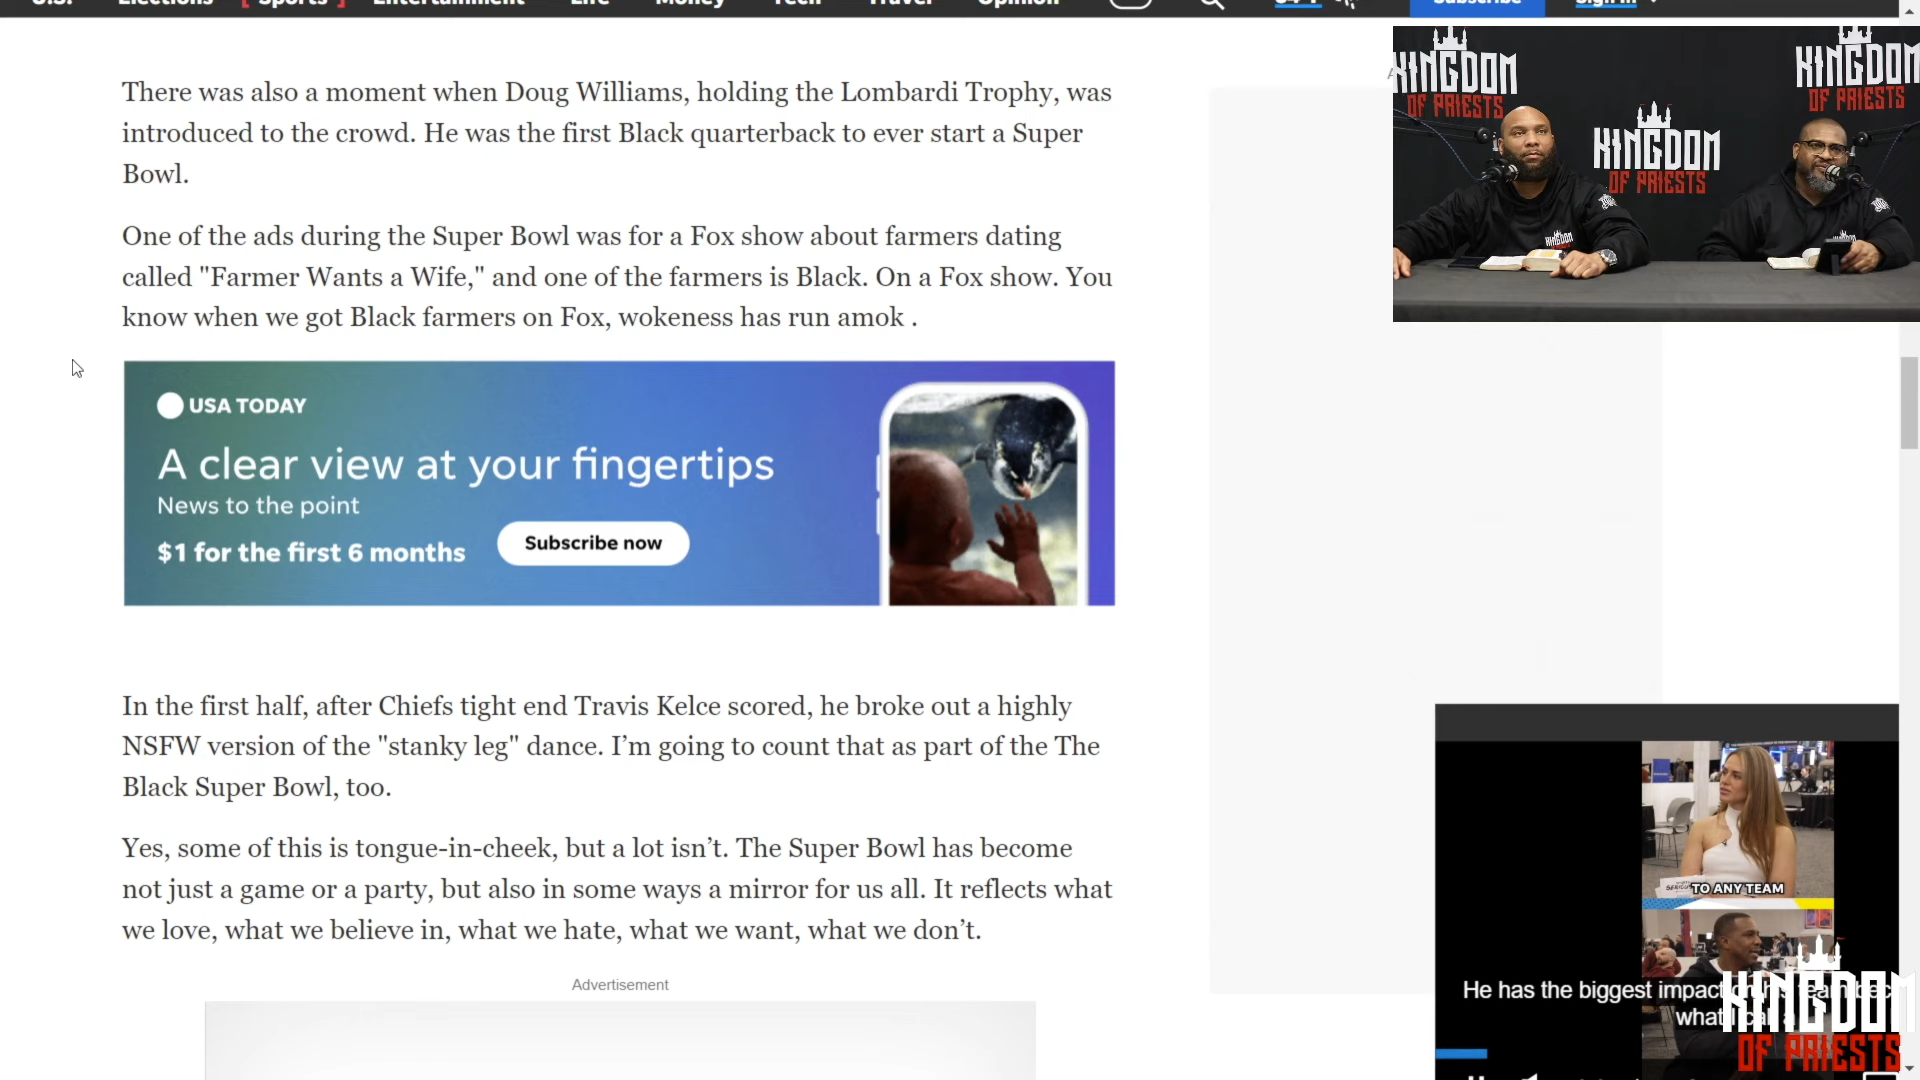 U.S. Elections [ Sports ] Entertainment Life Money Tech Travel Opinion
Subscribe Sign In
There was also a moment when Doug Williams, holding the Lombardi Trophy, was
introduced to the crowd. He was the first Black quarterback to ever start a Super
Bowl.
One of the ads during the Super Bowl was for a Fox show about farmers dating
called "Farmer Wants a Wife," and one of the farmers is Black. On a Fox show. You
know when we got Black farmers on Fox, wokeness has run amok .
USA TODAY
A clear view at your fingertips
News to the point
$1 for the first 6 months
Subscribe now
In the first half, after Chiefs tight end Travis Kelce scored, he broke out a highly
NSFW version of the "stanky leg" dance. I’m going to count that as part of the The
Black Super Bowl, too.
Yes, some of this is tongue-in-cheek, but a lot isn’t. The Super Bowl has become
not just a game or a party, but also in some ways a mirror for us all. It reflects what
we love, what we believe in, what we hate, what we want, what we don’t.
Advertisement
KINGDOM
OF PRIESTS
KINGDOM
OF PRIESTS
KINGDOM
OF PRIESTS
TO ANY TEAM
He has the biggest impact
what I
KINGDOM
OF PRIESTS